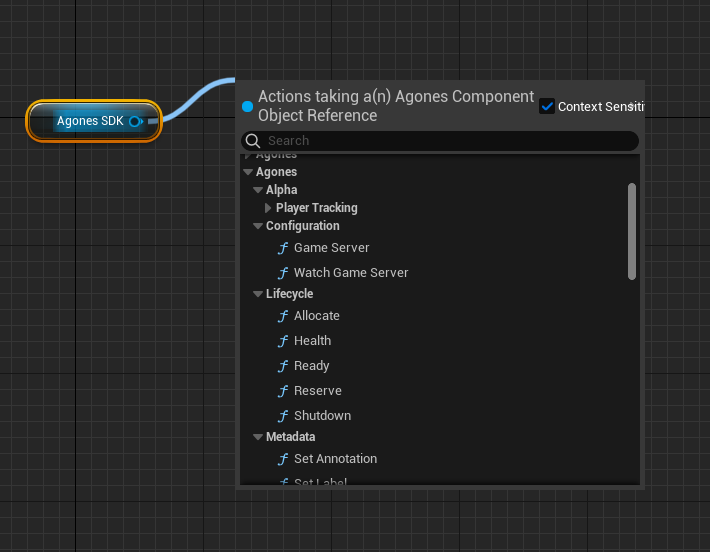 Agones SDK
Actions taking a(n) Agones Component
Object Reference
Context Sensiti
Search
Agones
Agones
Alpha
Player Tracking
Configuration
Game Server
Watch Game Server
Lifecycle
Allocate
Health
Ready
Reserve
Shutdown
Metadata
Set Annotation
Set Label